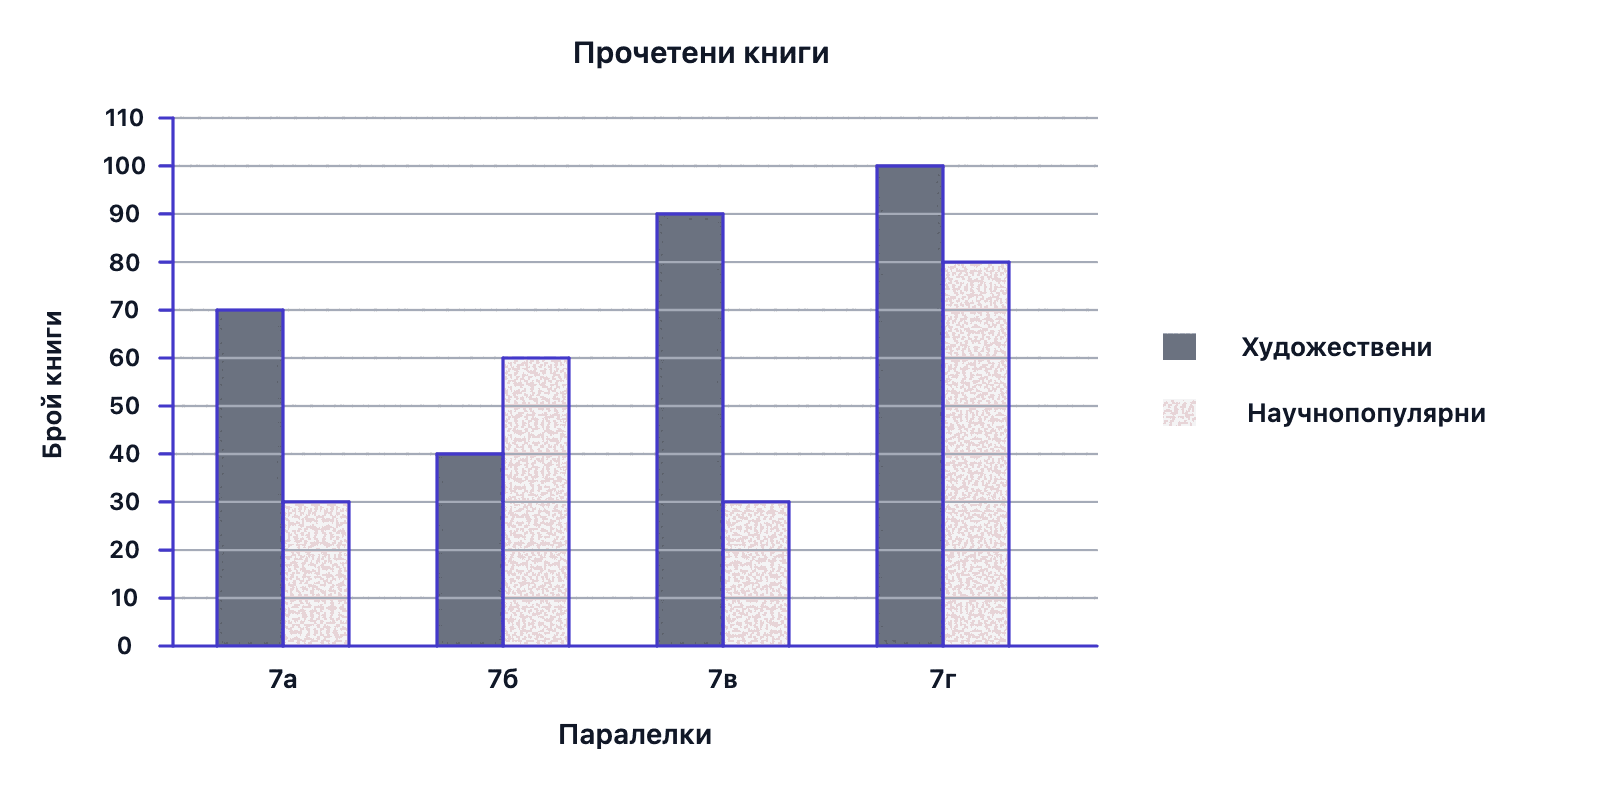 Прочетени книги
110
100
90
80
70
60
50
40
30
20
10
0
Брой книги
7а
7б
7в
7г
Паралелки
Художествени
Научнопопулярни